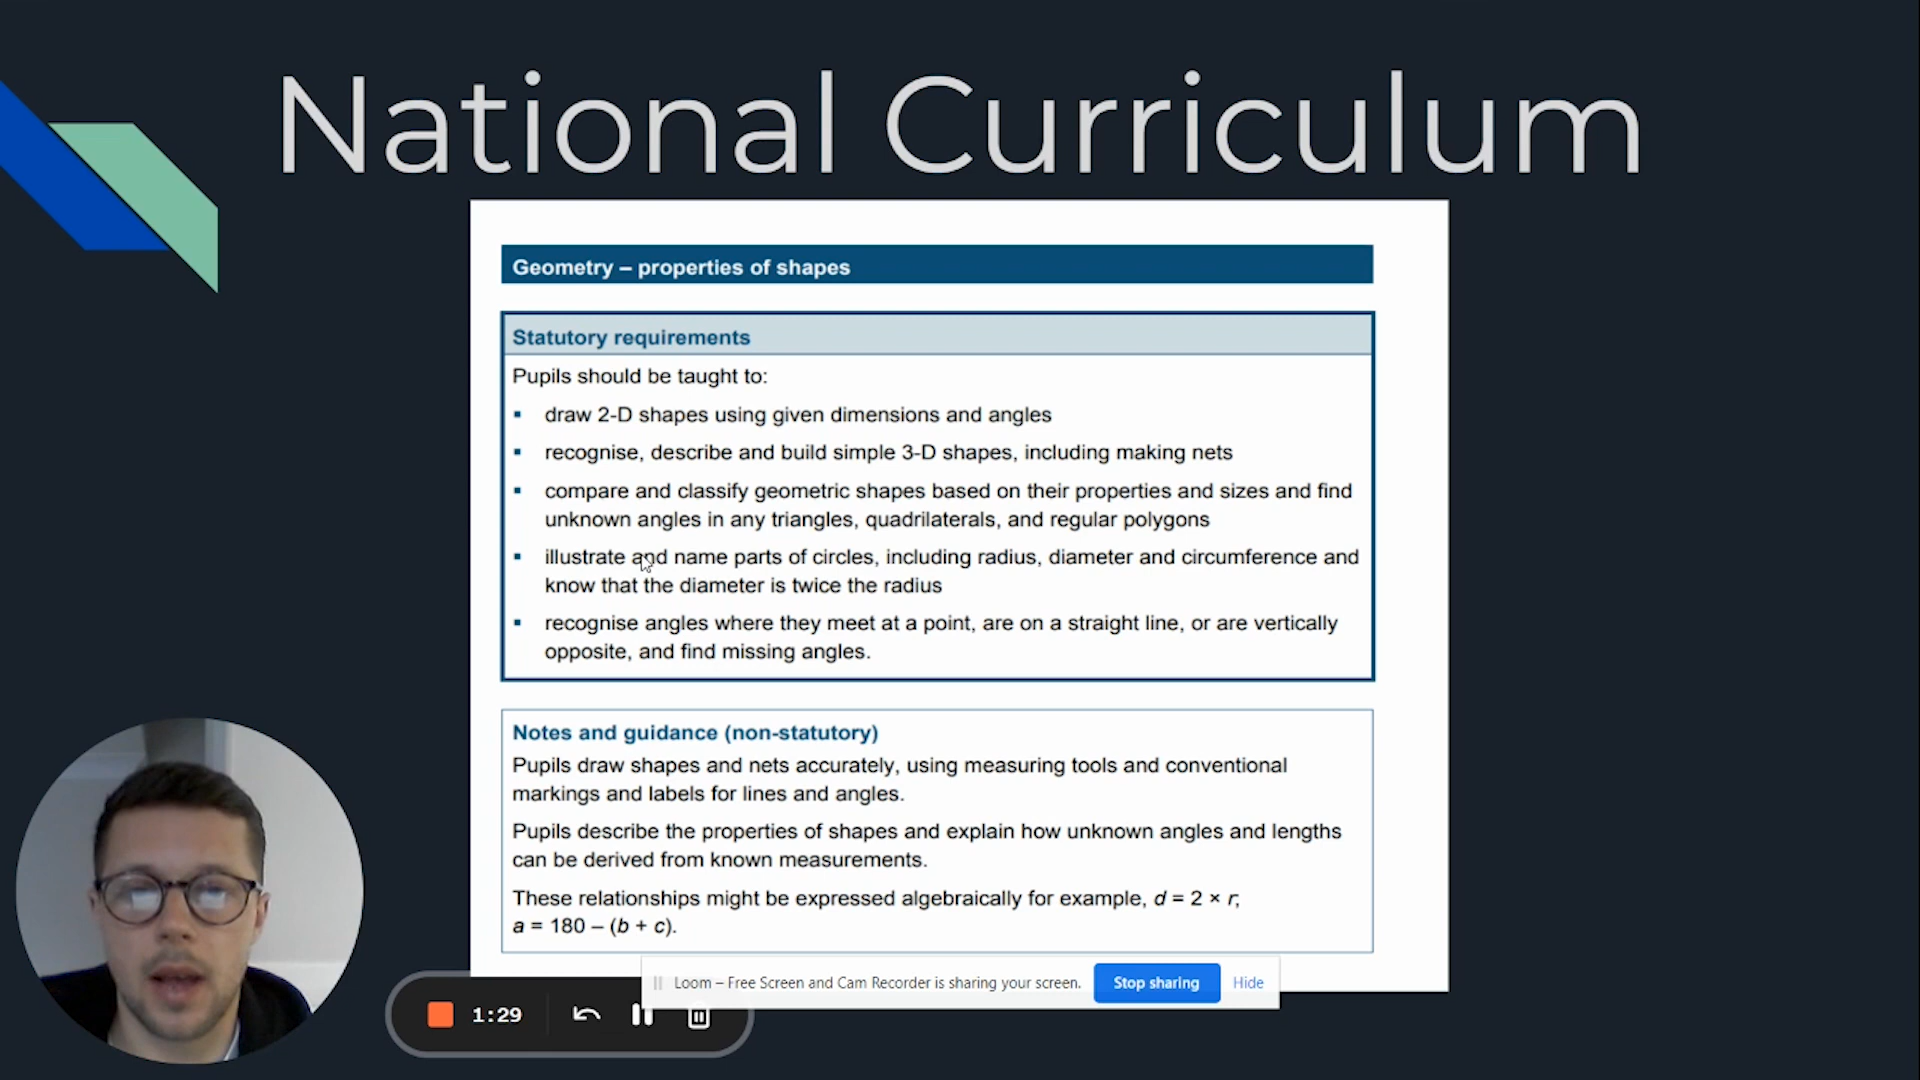 National Curriculum
Geometry – properties of shapes
Statutory requirements
Pupils should be taught to:
▪ draw 2-D shapes using given dimensions and angles
▪ recognise, describe and build simple 3-D shapes, including making nets
▪ compare and classify geometric shapes based on their properties and sizes and find
unknown angles in any triangles, quadrilaterals, and regular polygons
▪ illustrate and name parts of circles, including radius, diameter and circumference and
know that the diameter is twice the radius
▪ recognise angles where they meet at a point, are on a straight line, or are vertically
opposite, and find missing angles.
Notes and guidance (non-statutory)
Pupils draw shapes and nets accurately, using measuring tools and conventional
markings and labels for lines and angles.
Pupils describe the properties of shapes and explain how unknown angles and lengths
can be derived from known measurements.
These relationships might be expressed algebraically for example, d = 2 × r;
a = 180 – (b + c).
Loom – Free Screen and Cam Recorder is sharing your screen. Stop sharing Hide
1:29